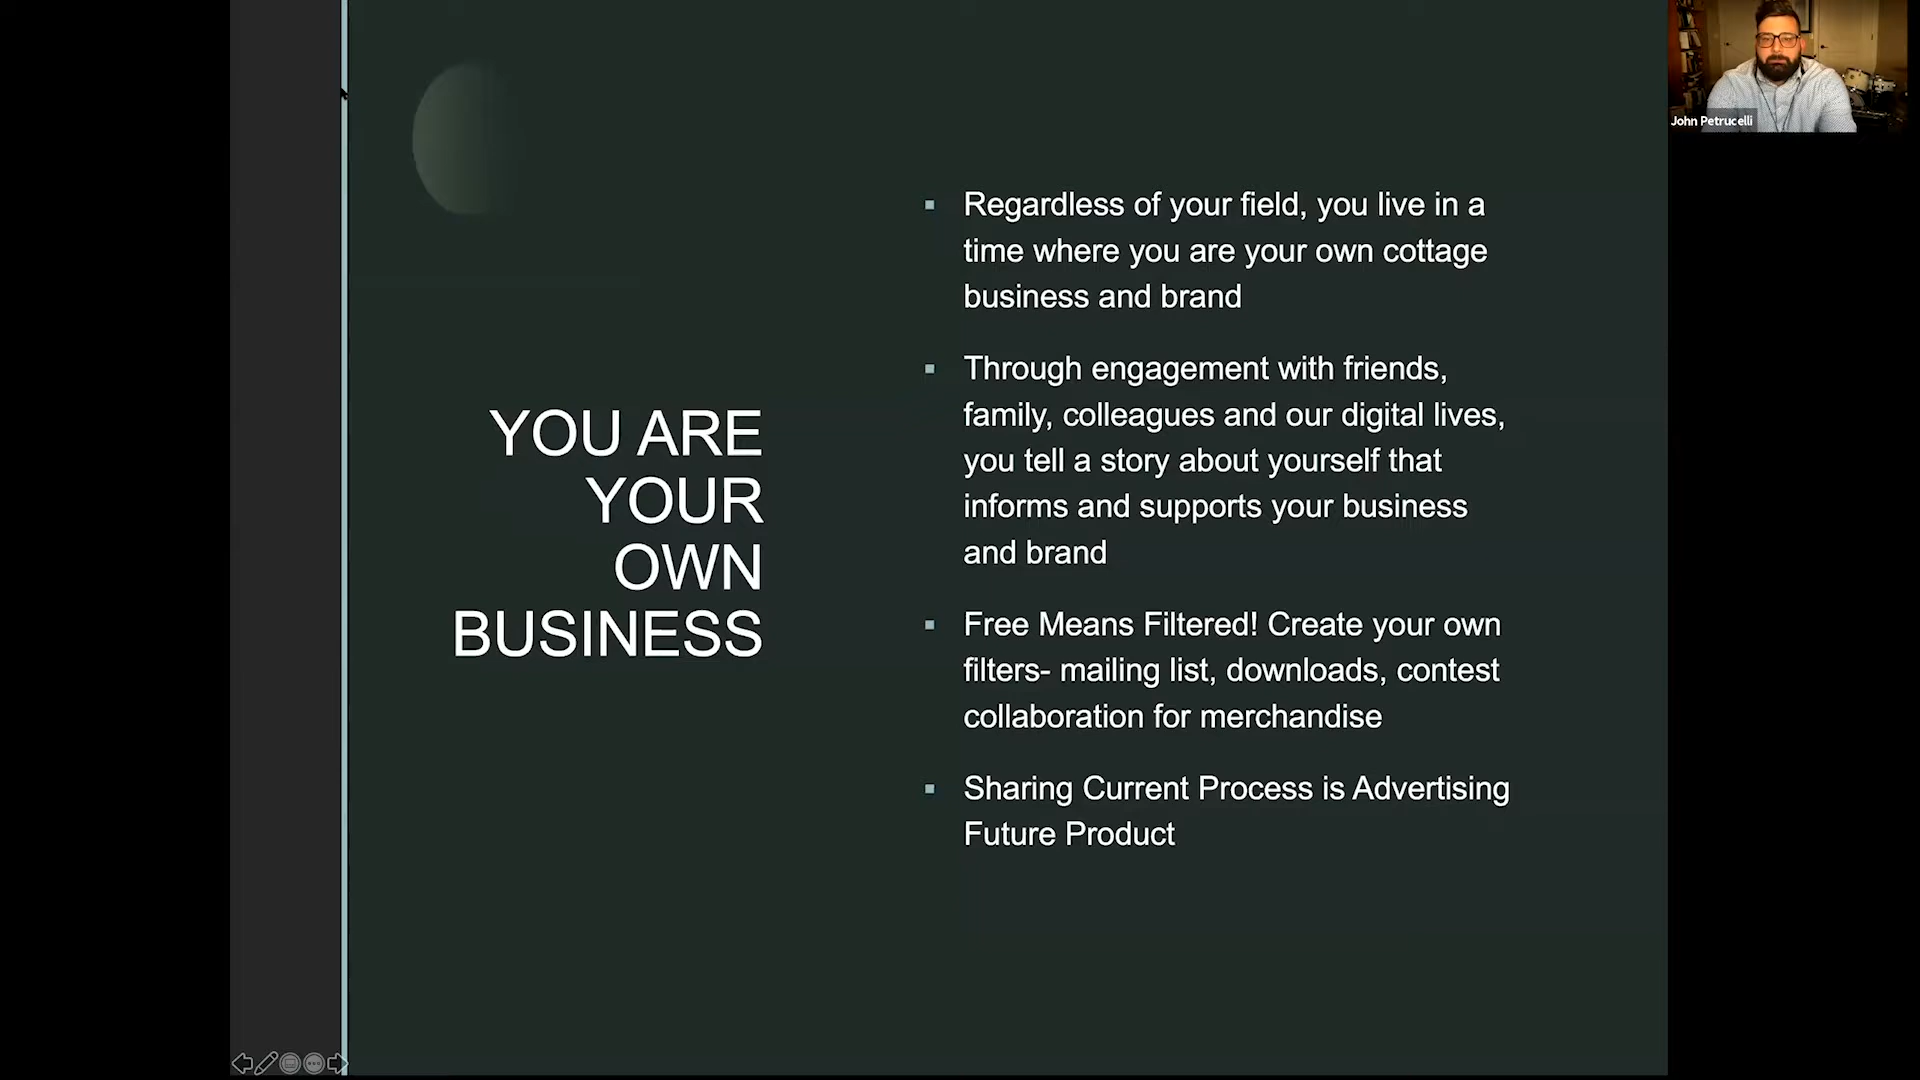 John Petrucelli
YOU ARE
YOUR
OWN
BUSINESS
Regardless of your field, you live in a
time where you are your own cottage
business and brand
Through engagement with friends,
family, colleagues and our digital lives,
you tell a story about yourself that
informs and supports your business
and brand
Free Means Filtered! Create your own
filters- mailing list, downloads, contest
collaboration for merchandise
Sharing Current Process is Advertising
Future Product